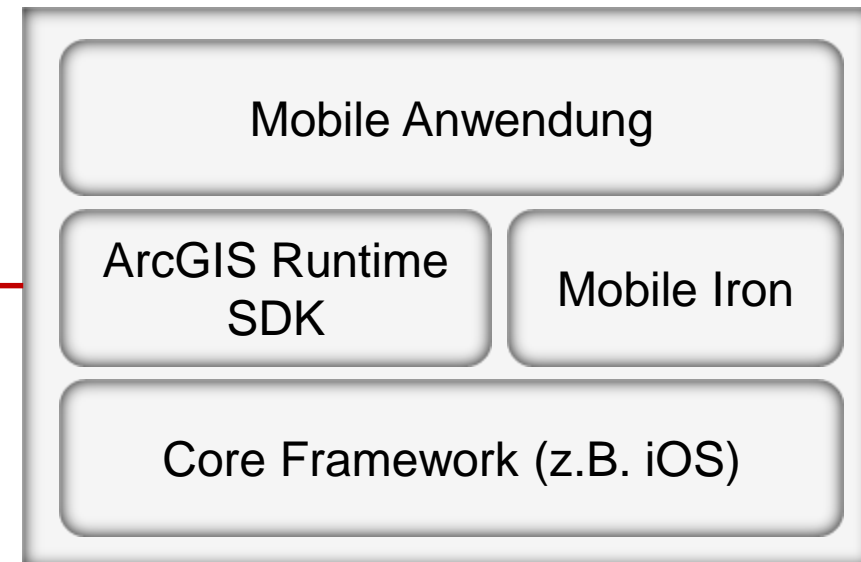 Mobile Anwendung
ArcGIS Runtime
SDK
Mobile Iron
Core Framework (z.B. iOS)